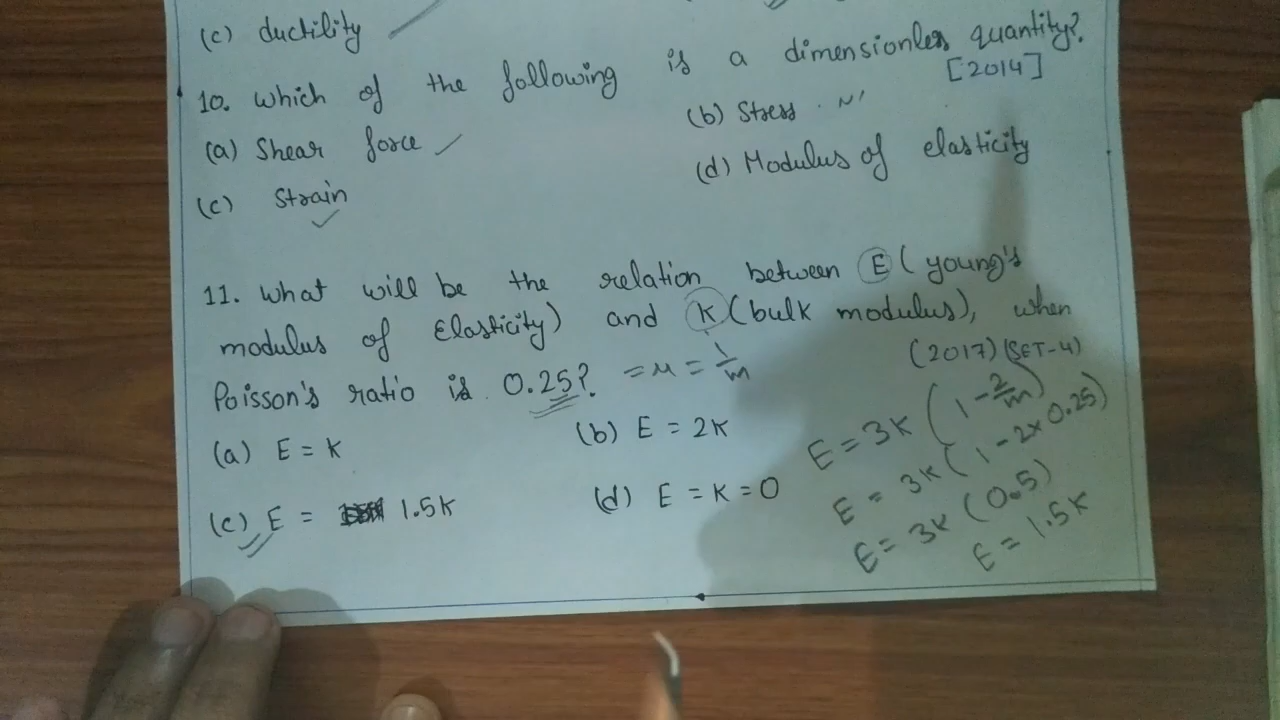 (c) ductility
10. Which of the following is a dimensionles quantity?
[2014]
(a) Shear force (b) Stress N'
(c) Strain (d) Modulus of elasticity
11. What will be the relation between E (young's
modulus of Elasticity) and K (bulk modulus), when
Poisson's ratio is 0.25? = μ = 1/m (2017) (SET-4)
(a) E = K (b) E = 2K
(c) E = 1.5K (d) E = K = 0
E = 3K (1 - 2/m)
E = 3K (1 - 2 x 0.25)
E = 3K (0.5)
E = 1.5K